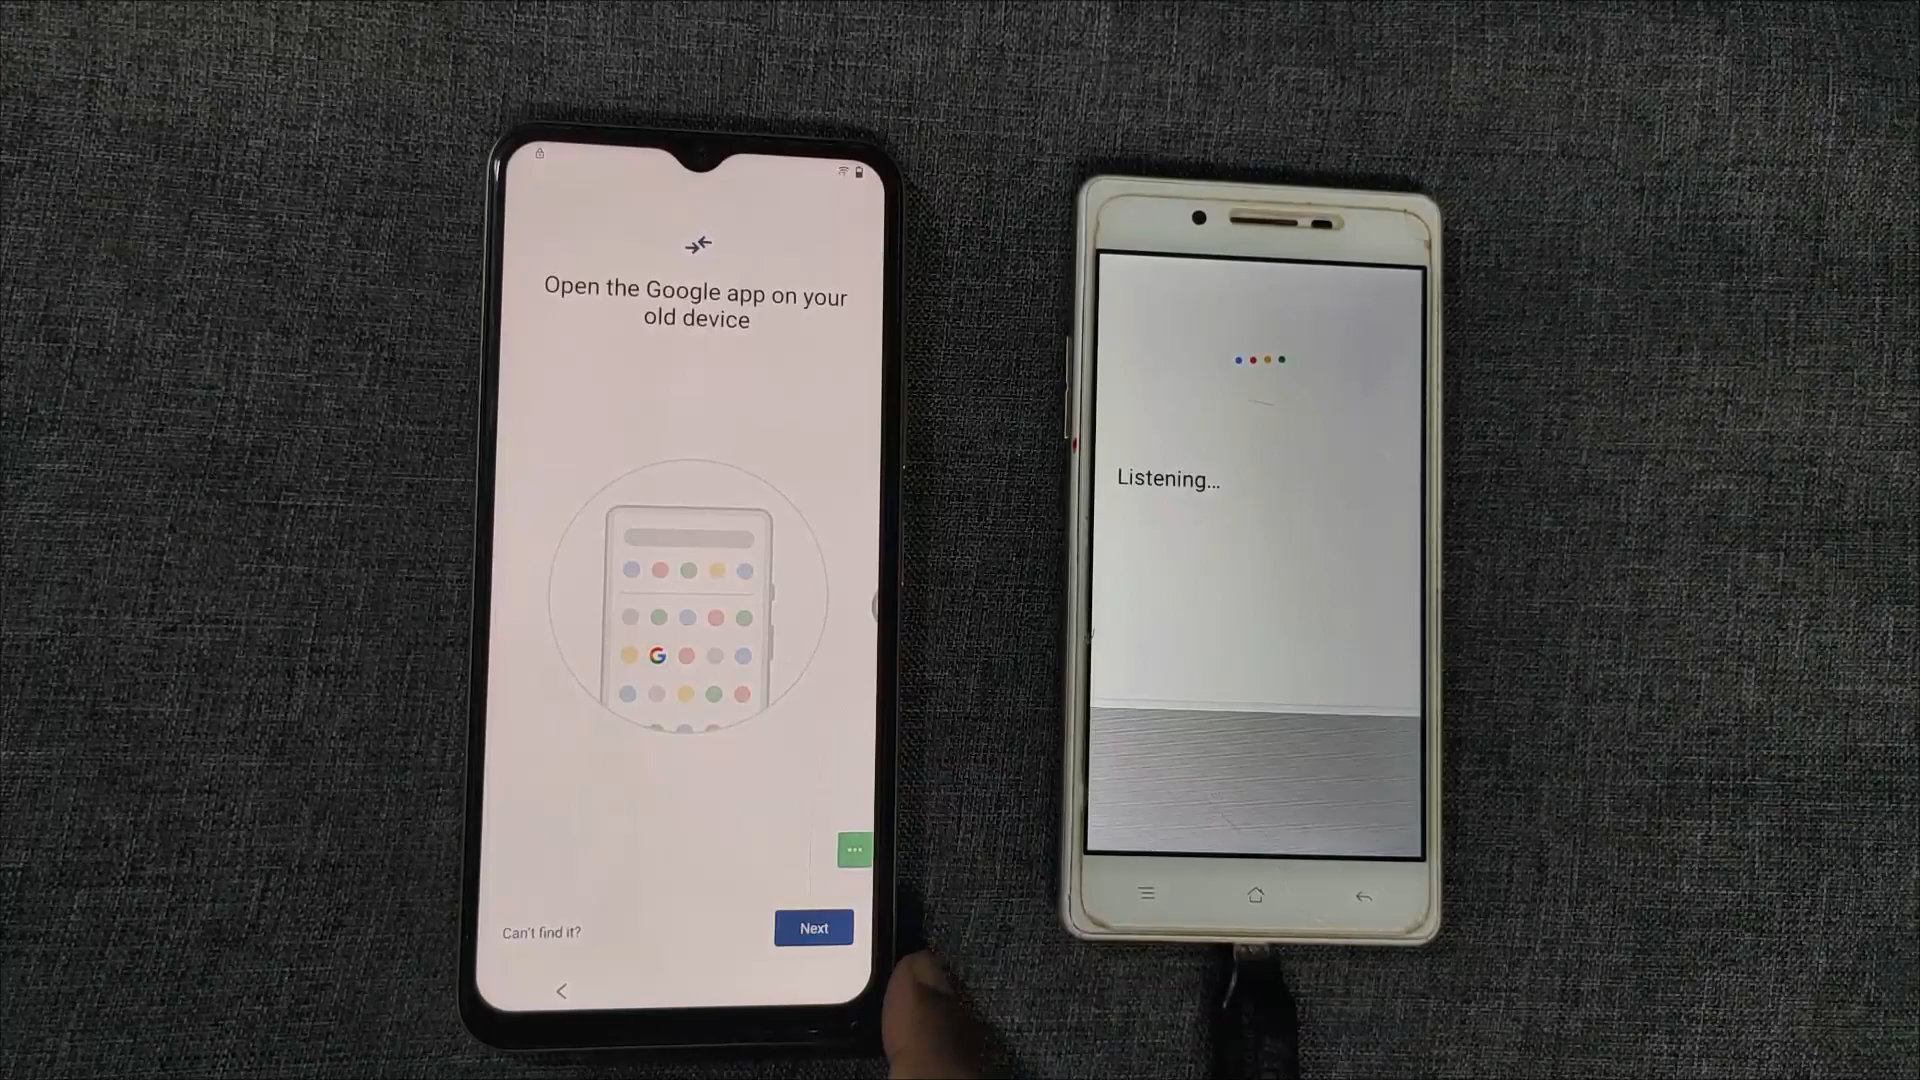 Open the Google app on your
old device
Can't find it?
Next
Listening...